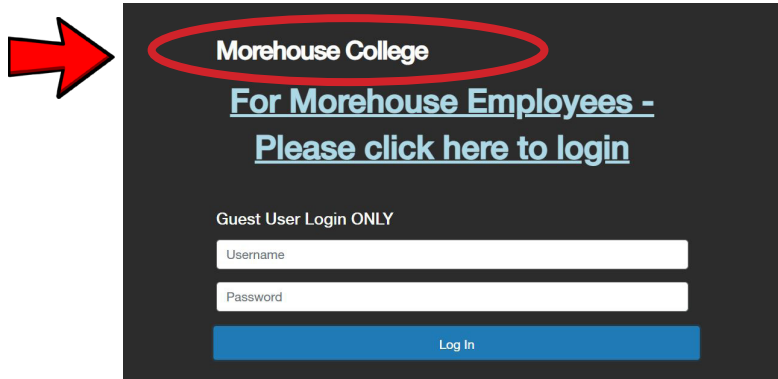 Morehouse College
For Morehouse Employees -
Please click here to login
Guest User Login ONLY
Username
Password
Log In